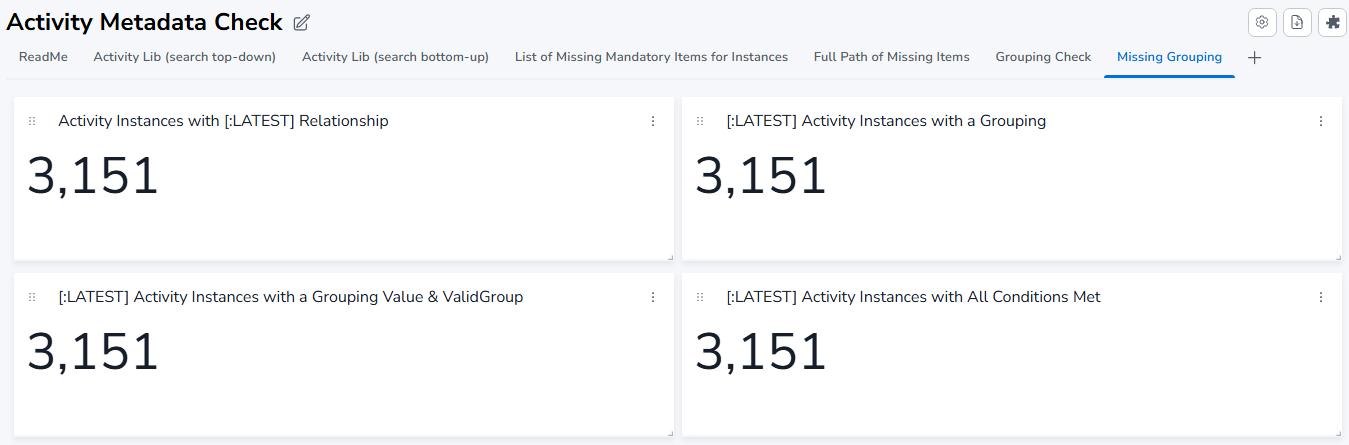 Activity Metadata Check
ReadMe Activity Lib (search top-down) Activity Lib (search bottom-up) List of Missing Mandatory Items for Instances Full Path of Missing Items Grouping Check Missing Grouping +
Activity Instances with [:LATEST] Relationship
3,151
[:LATEST] Activity Instances with a Grouping
3,151
[:LATEST] Activity Instances with a Grouping Value & ValidGroup
3,151
[:LATEST] Activity Instances with All Conditions Met
3,151